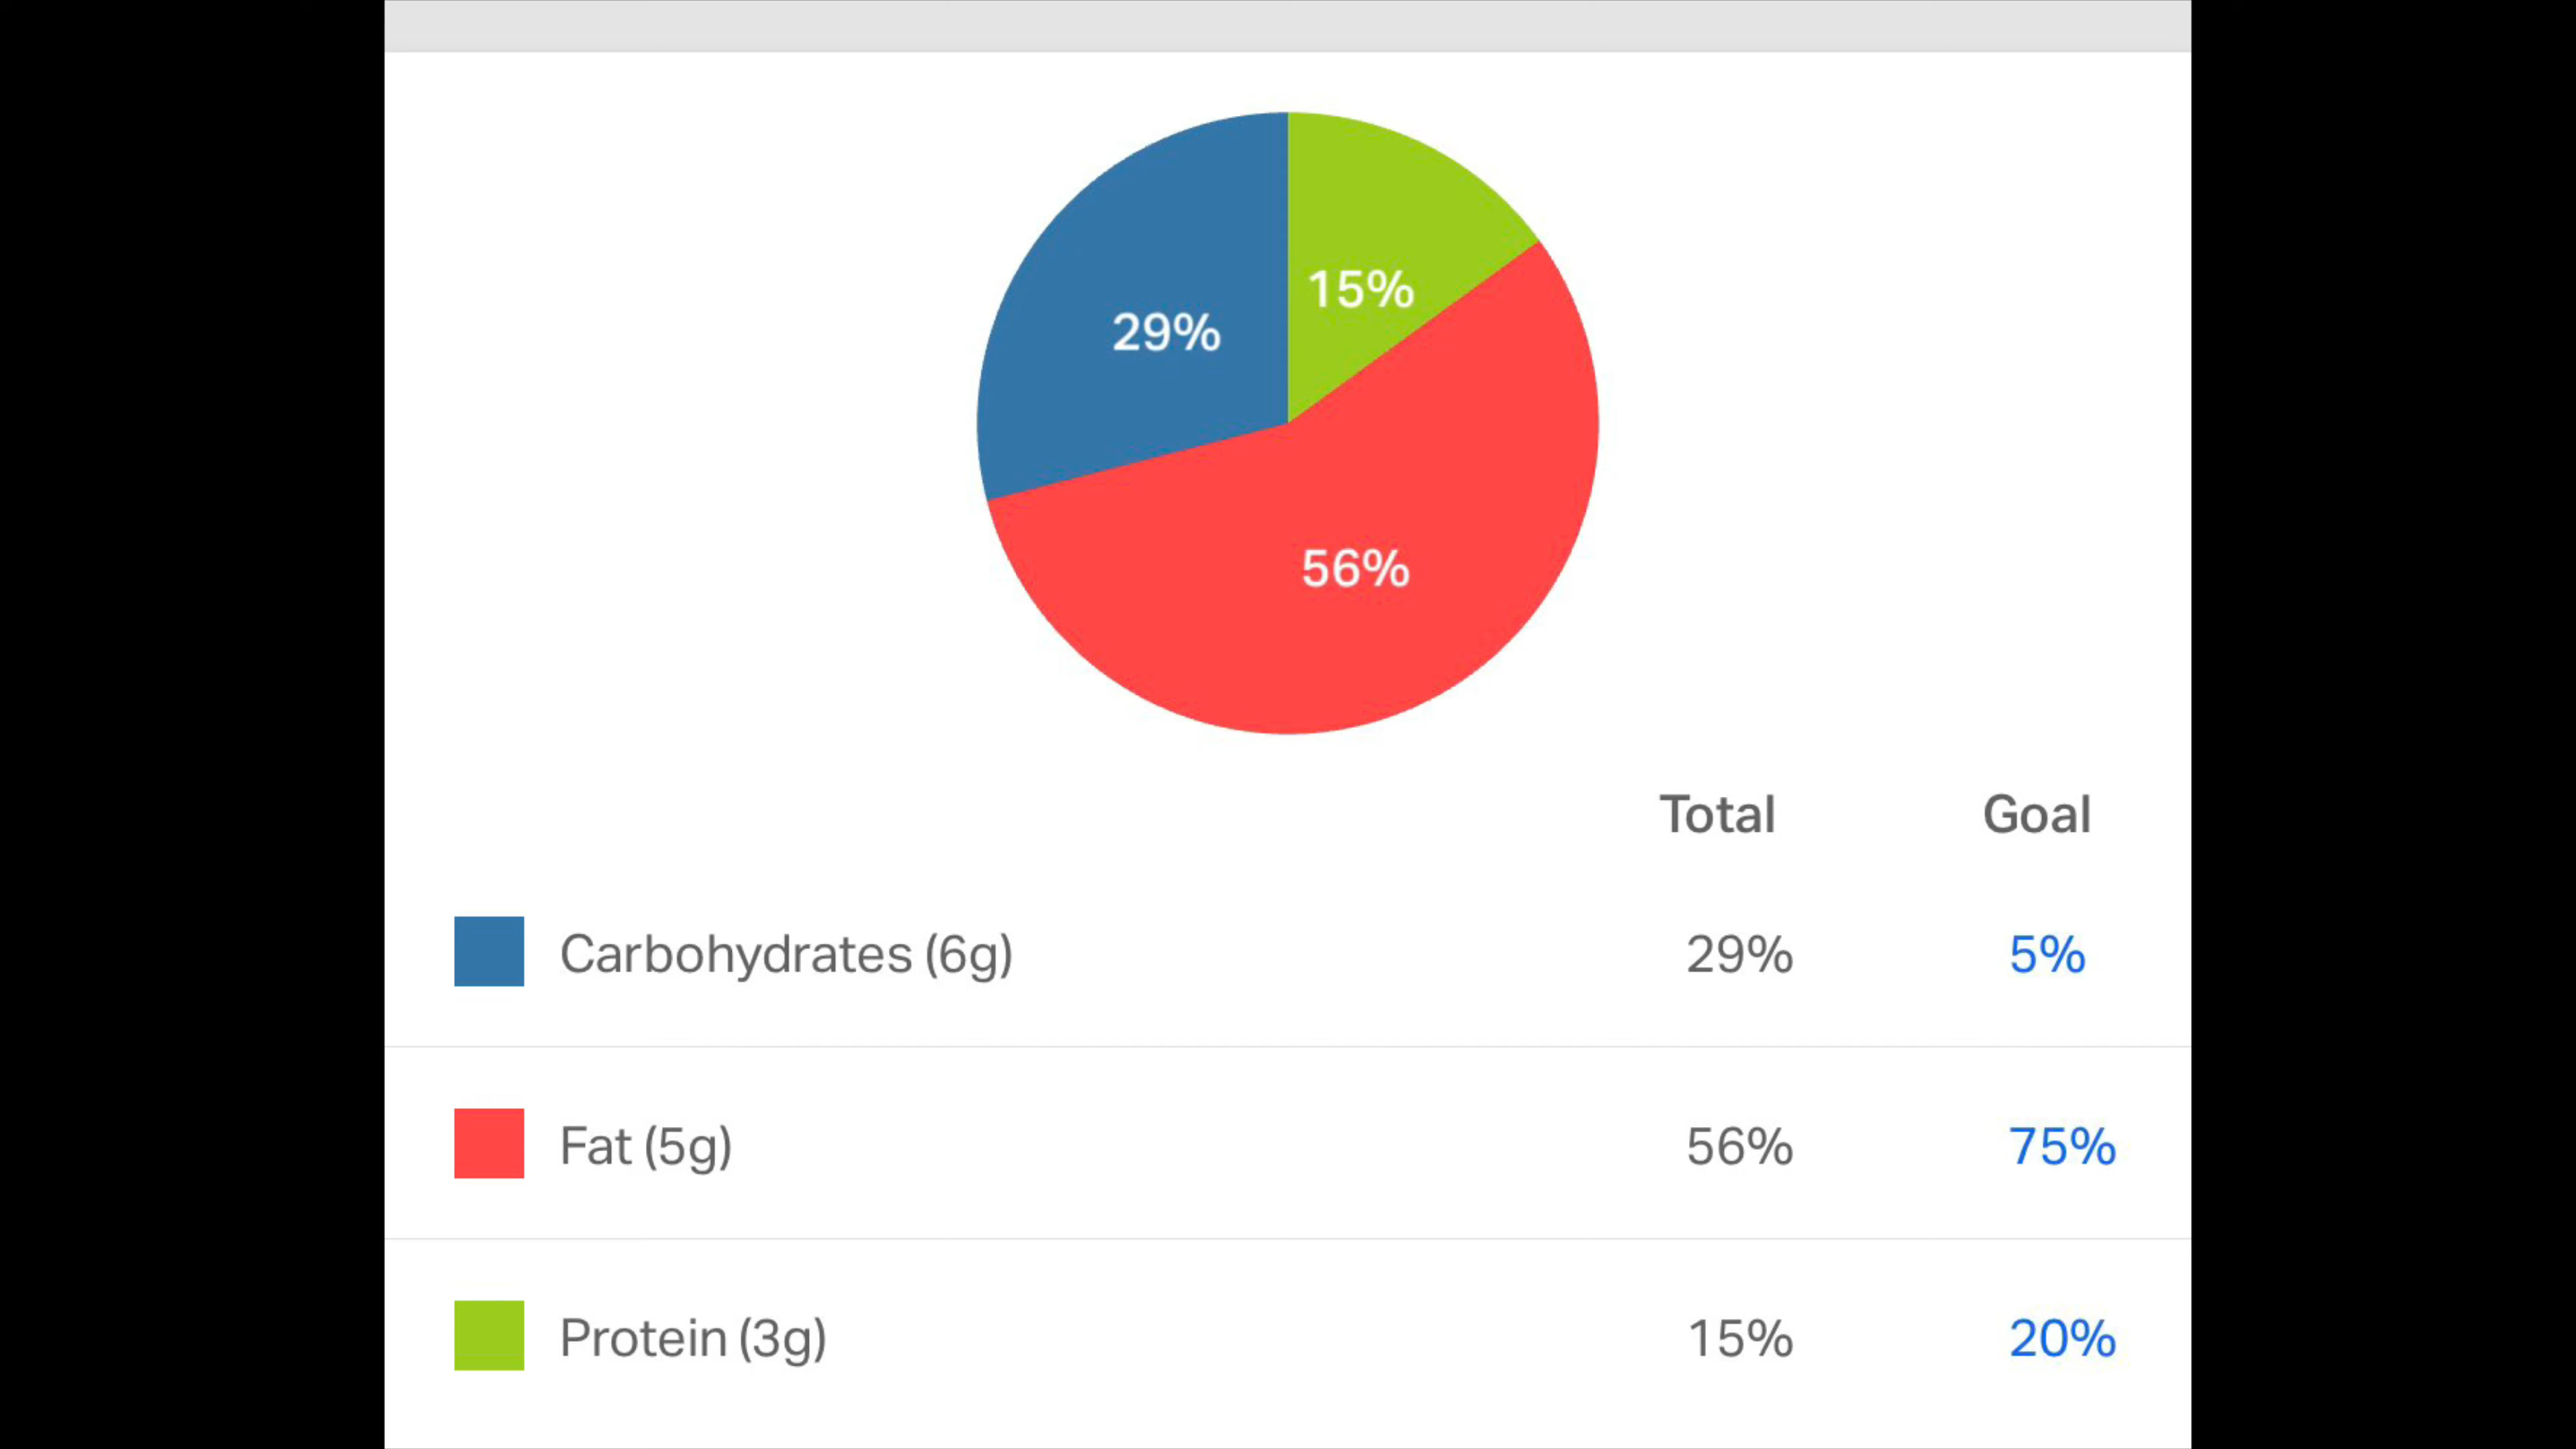 15%
29%
56%
Total Goal
Carbohydrates (6g) 29% 5%
Fat (5g) 56% 75%
Protein (3g) 15% 20%